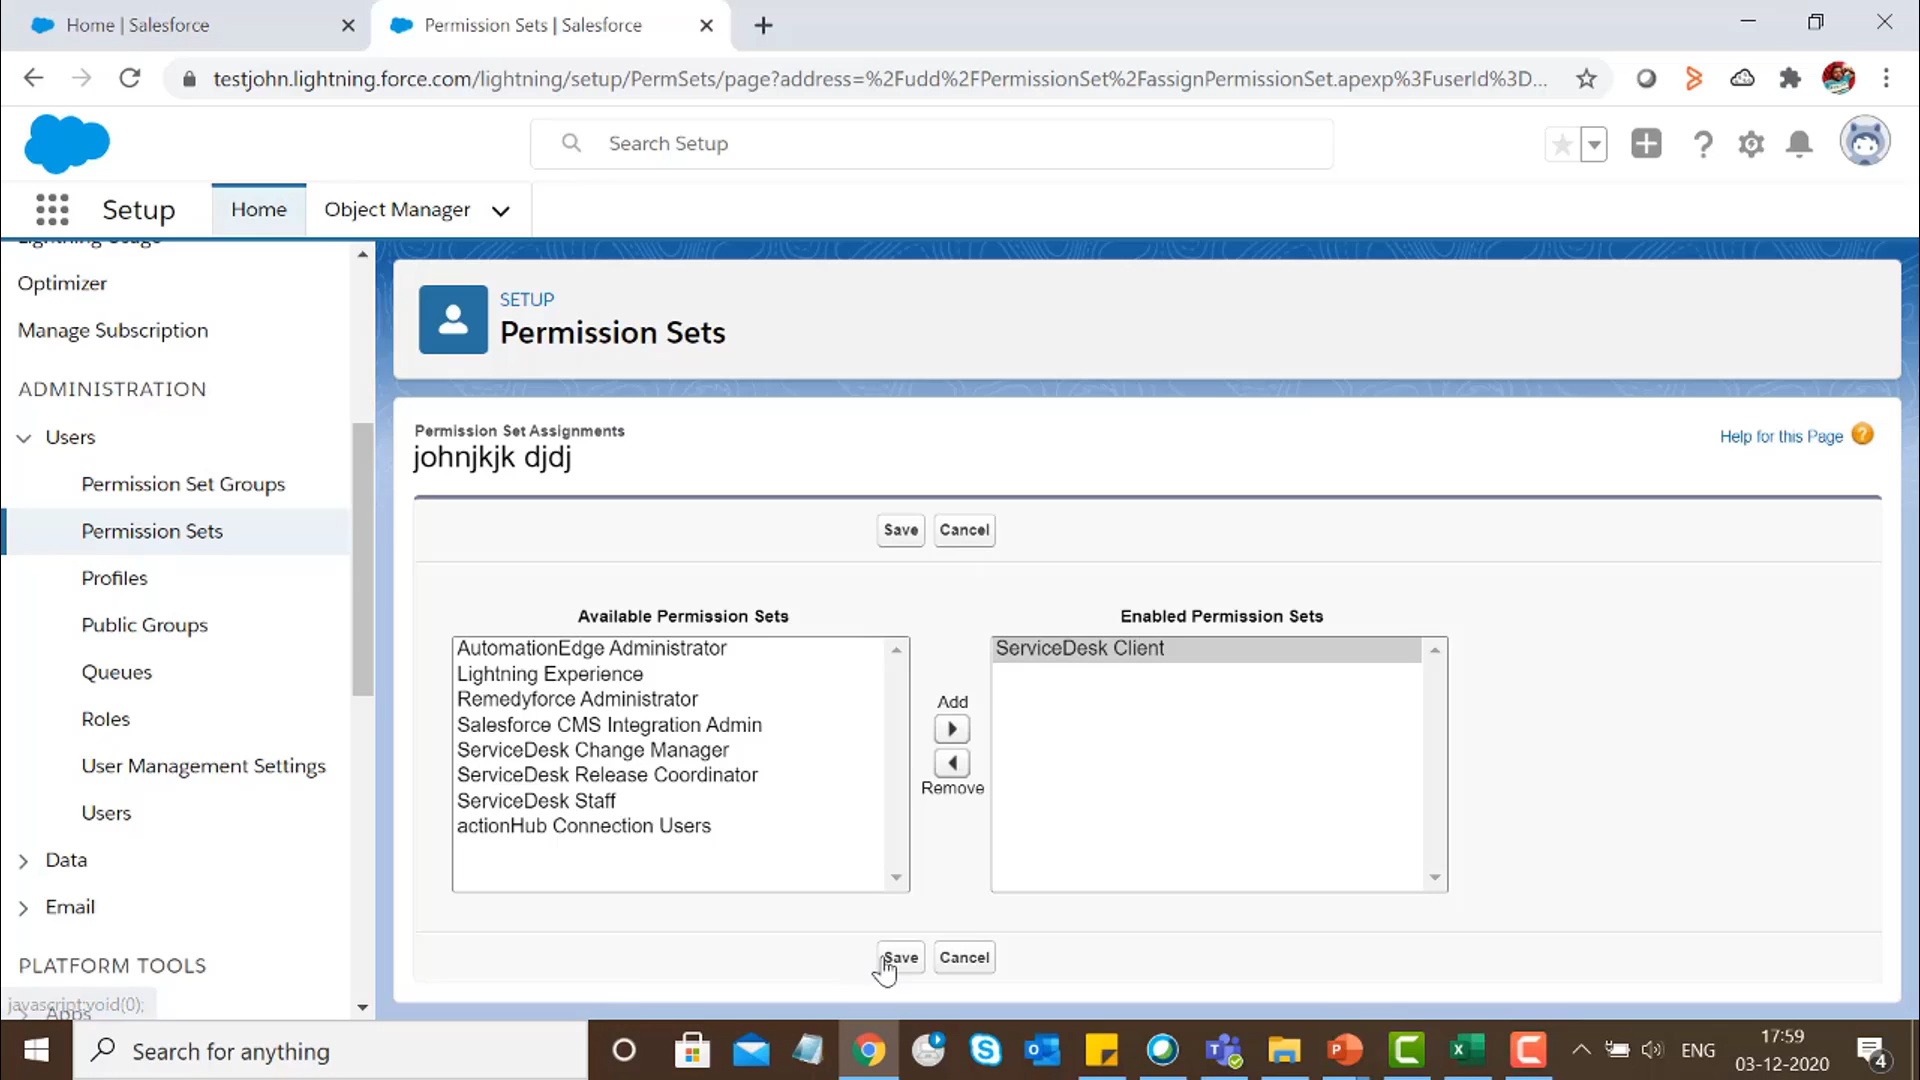 Home | Salesforce
Permission Sets | Salesforce
testjohn.lightning.force.com/lightning/setup/PermSets/page?address=%2Fudd%2FPermissionSet%2FassignPermissionSet.apexp%3FuserId%3D...
Search Setup
Setup
Home
Object Manager
Lightning Usage
Optimizer
Manage Subscription
ADMINISTRATION
Users
Permission Set Groups
Permission Sets
Profiles
Public Groups
Queues
Roles
User Management Settings
Users
Data
Email
PLATFORM TOOLS
Apps
javascript:void(0);
SETUP
Permission Sets
Permission Set Assignments
johnjkjk djdj
Help for this Page ?
Save Cancel
Available Permission Sets
AutomationEdge Administrator
Lightning Experience
Remedyforce Administrator
Salesforce CMS Integration Admin
ServiceDesk Change Manager
ServiceDesk Release Coordinator
ServiceDesk Staff
actionHub Connection Users
Add
Remove
Enabled Permission Sets
ServiceDesk Client
Save Cancel
Search for anything
ENG
17:59
03-12-2020
4